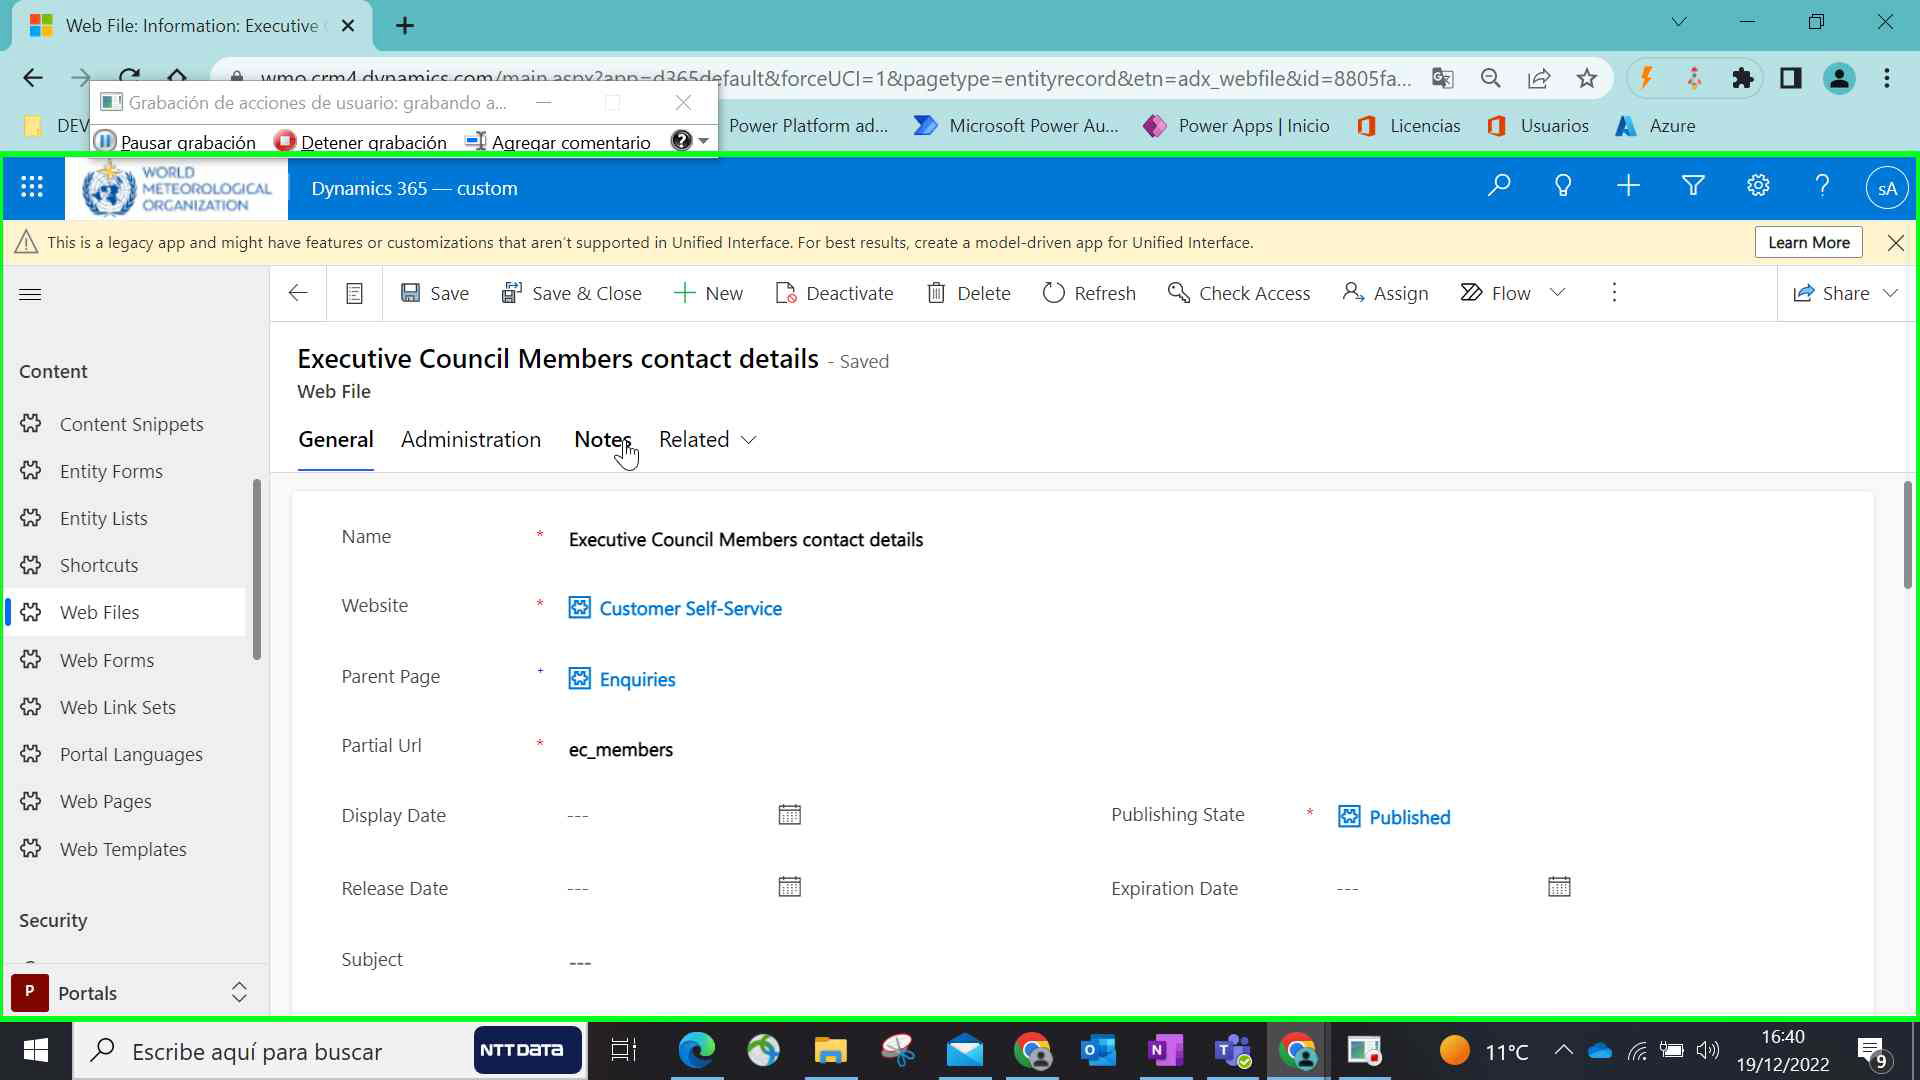 Web File: Information: Executive
wmo.crm4.dynamics.com/main.aspx?app=d365default&forceUCI=1&pagetype=entityrecord&etn=adx_webfile&id=8805fa...
Grabación de acciones de usuario: grabando a...
Pausar grabación Detener grabación Agregar comentario
DEV
Power Platform ad... Microsoft Power Au... Power Apps | Inicio Licencias Usuarios Azure
WORLD
METEOROLOGICAL
ORGANIZATION
Dynamics 365 — custom
sA
This is a legacy app and might have features or customizations that aren't supported in Unified Interface. For best results, create a model-driven app for Unified Interface.
Learn More
Save Save & Close New Deactivate Delete Refresh Check Access Assign Flow Share
Content
Content Snippets
Entity Forms
Entity Lists
Shortcuts
Web Files
Web Forms
Web Link Sets
Portal Languages
Web Pages
Web Templates
Security
P Portals
Executive Council Members contact details - Saved
Web File
General Administration Notes Related
Name * Executive Council Members contact details
Website * Customer Self-Service
Parent Page + Enquiries
Partial Url * ec_members
Display Date --- Publishing State * Published
Release Date --- Expiration Date ---
Subject ---
Escribe aquí para buscar
NTT DATA
11°C
16:40
19/12/2022
9